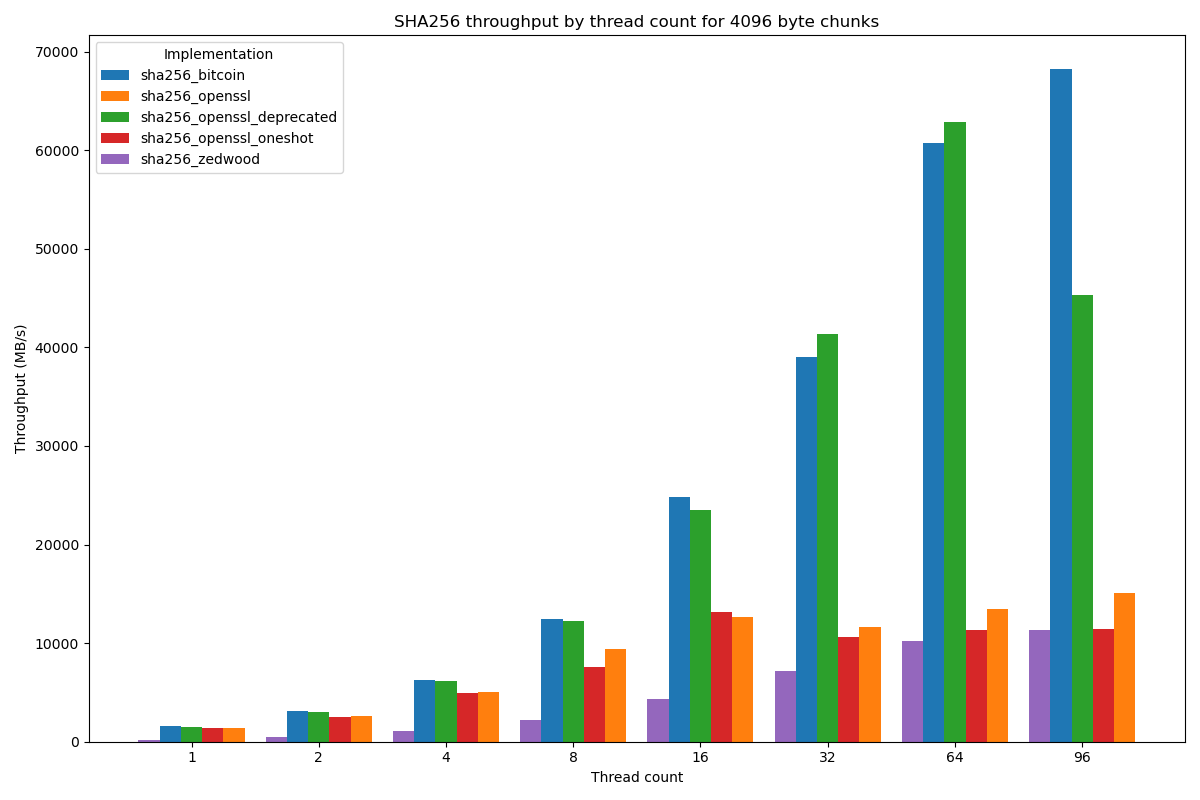 SHA256 throughput by thread count for 4096 byte chunks
Implementation
sha256_bitcoin
sha256_openssl
sha256_openssl_deprecated
sha256_openssl_oneshot
sha256_zedwood
Throughput (MB/s)
70000
60000
50000
40000
30000
20000
10000
0
1 2 4 8 16 32 64 96
Thread count